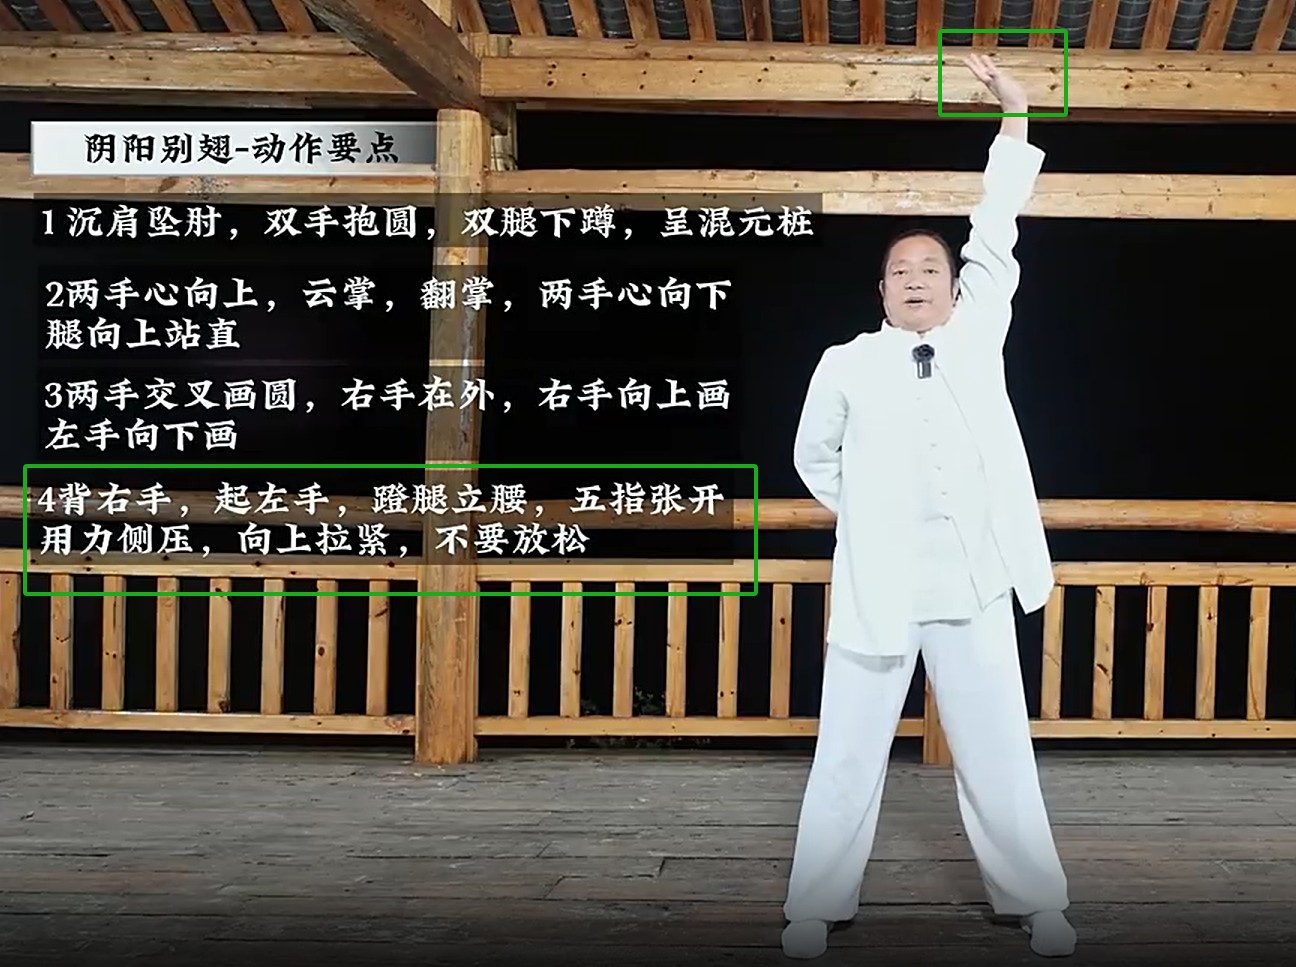 阴阳别翅-动作要点
1沉肩坠肘，双手抱圆，双腿下蹲，呈混元桩
2两手心向上，云掌，翻掌，两手心向下
腿向上站直
3两手交叉画圆，右手在外，右手向上画
左手向下画
4背右手，起左手，蹬腿立腰，五指张开
用力侧压，向上拉紧，不要放松